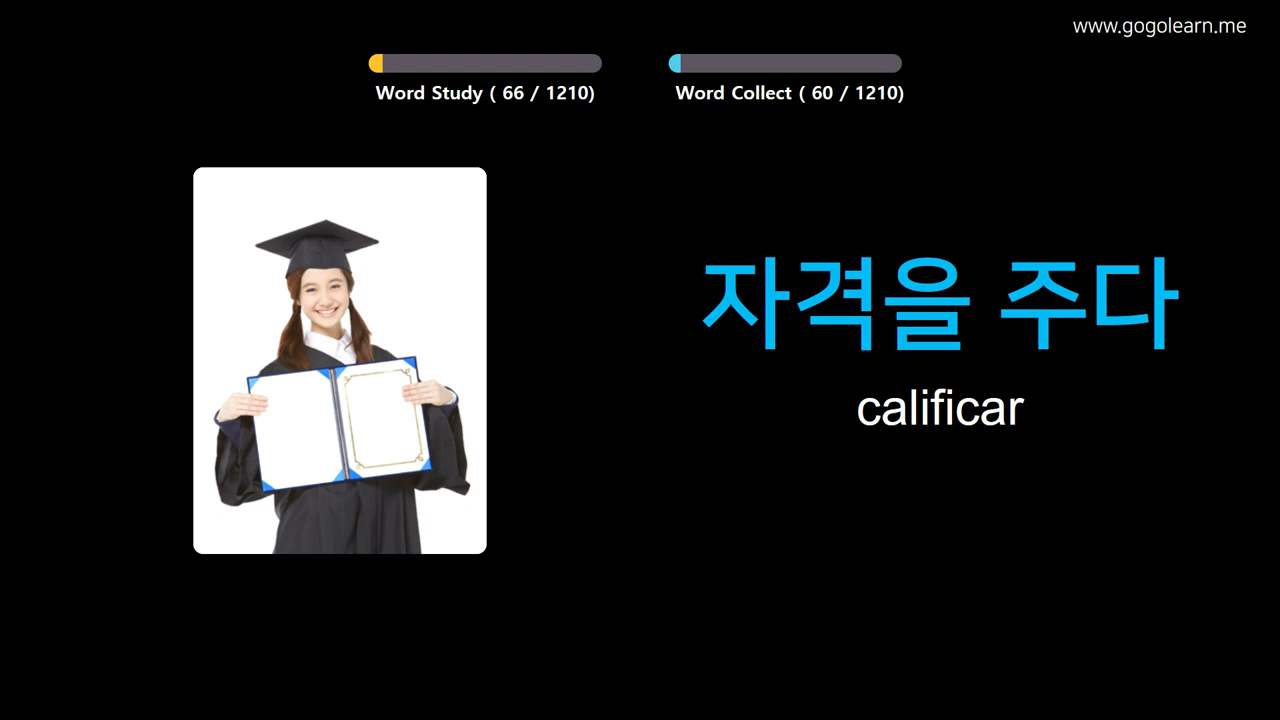 www.gogolearn.me
Word Study ( 66 / 1210)
Word Collect ( 60 / 1210)
자격을 주다
calificar